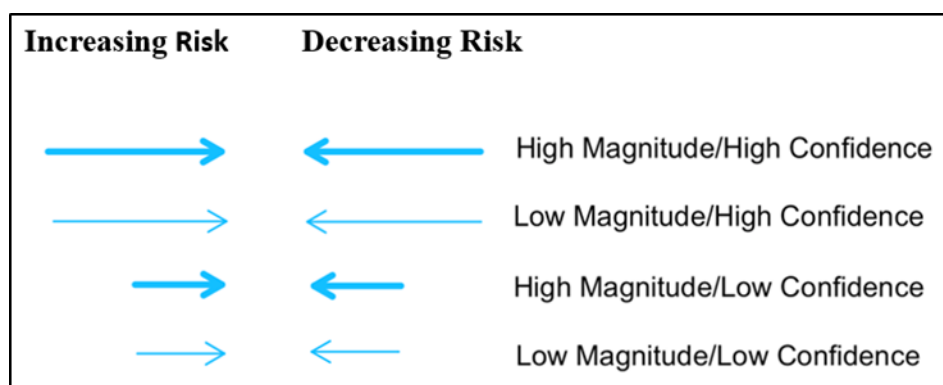 Increasing Risk Decreasing Risk
High Magnitude/High Confidence
Low Magnitude/High Confidence
High Magnitude/Low Confidence
Low Magnitude/Low Confidence